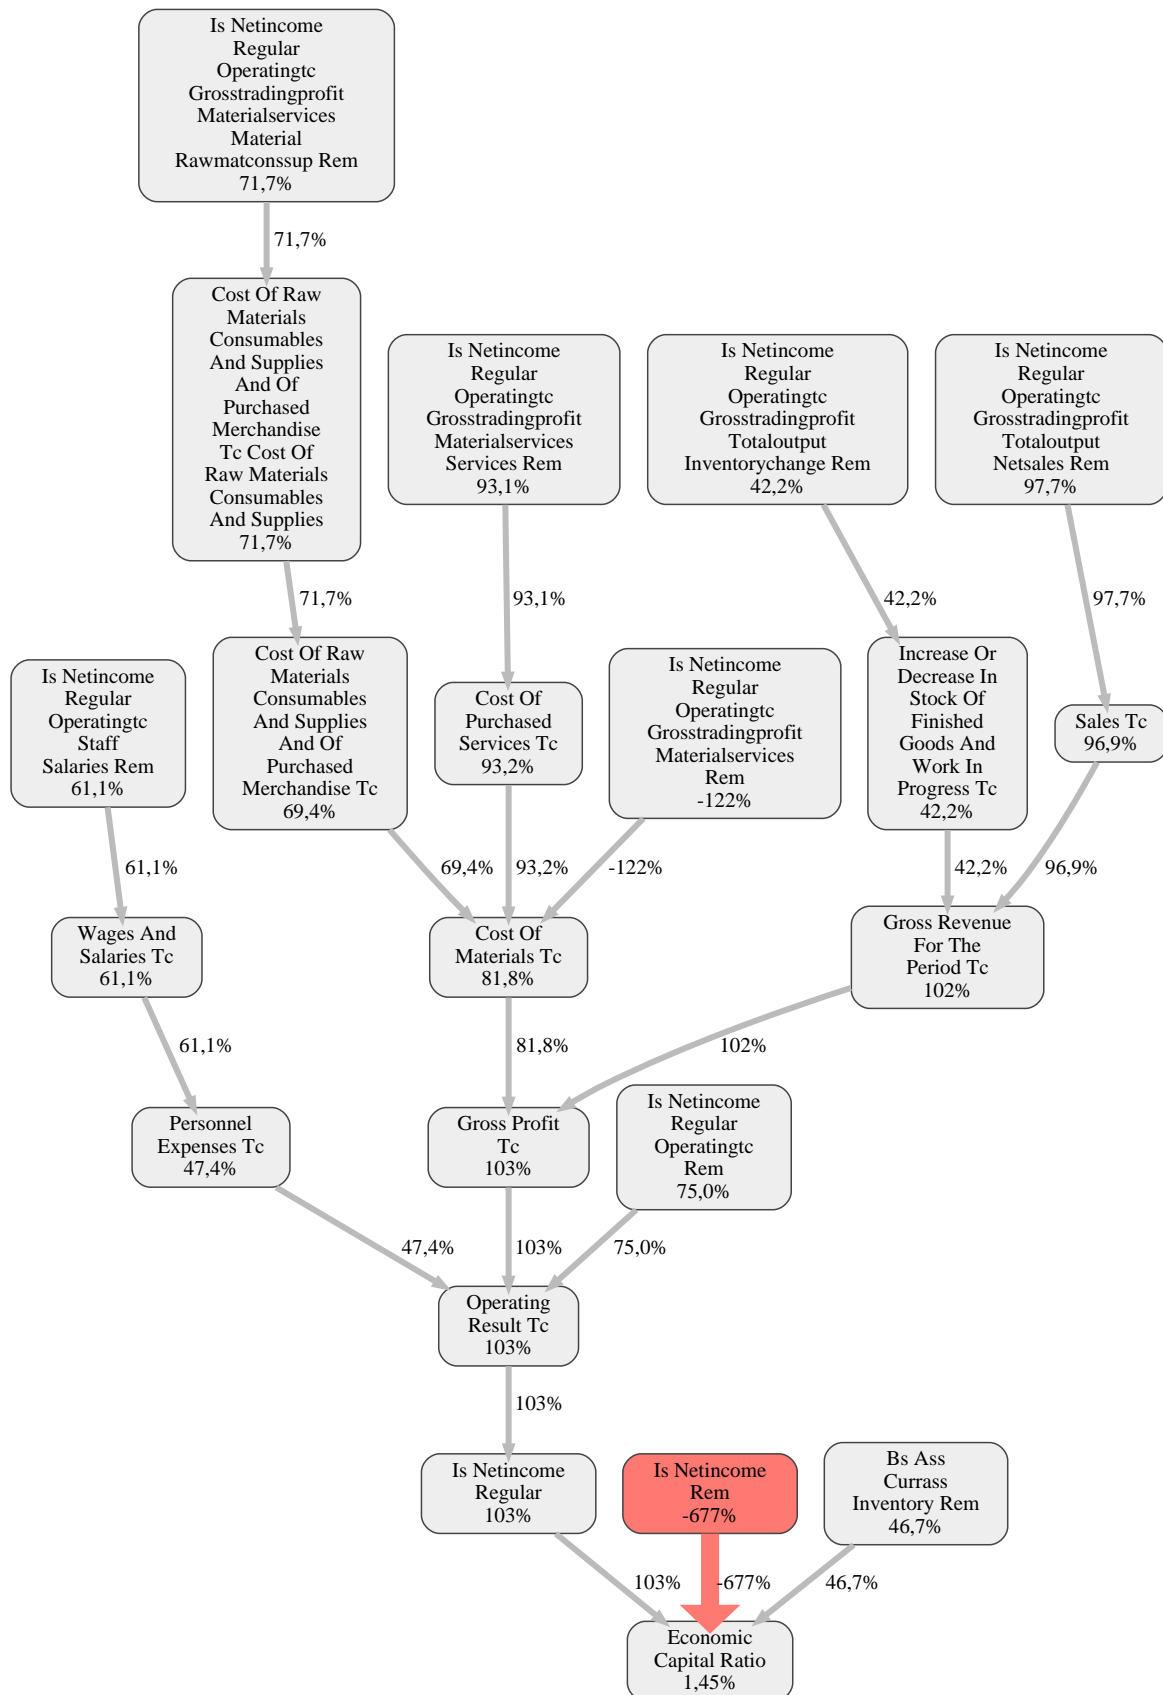 Is Netincome
Regular
Operatingtc
Grosstradingprofit
Materialservices
Material
Rawmatconssup Rem
71,7%
71,7%
Cost Of Raw
Materials
Consumables
And Supplies
And Of
Purchased
Merchandise
Tc Cost Of
Raw Materials
Consumables
And Supplies
71,7%
Is Netincome
Regular
Operatingtc
Grosstradingprofit
Materialservices
Services Rem
93,1%
Is Netincome
Regular
Operatingtc
Grosstradingprofit
Totaloutput
Inventorychange Rem
42,2%
Is Netincome
Regular
Operatingtc
Grosstradingprofit
Totaloutput
Netsales Rem
97,7%
71,7%
93,1%
42,2%
97,7%
Is Netincome
Regular
Operatingtc
Staff
Salaries Rem
61,1%
Cost Of Raw
Materials
Consumables
And Supplies
And Of
Purchased
Merchandise Tc
69,4%
Cost Of
Purchased
Services Tc
93,2%
Is Netincome
Regular
Operatingtc
Grosstradingprofit
Materialservices
Rem
-122%
Increase Or
Decrease In
Stock Of
Finished
Goods And
Work In
Progress Tc
42,2%
Sales Tc
96,9%
61,1%
69,4%
93,2%
-122%
42,2%
96,9%
Wages And
Salaries Tc
61,1%
Cost Of
Materials Tc
81,8%
Gross Revenue
For The
Period Tc
102%
61,1%
81,8%
102%
Personnel
Expenses Tc
47,4%
Gross Profit
Tc
103%
Is Netincome
Regular
Operatingtc
Rem
75,0%
47,4%
103%
75,0%
Operating
Result Tc
103%
103%
Is Netincome
Regular
103%
Is Netincome
Rem
-677%
Bs Ass
Currass
Inventory Rem
46,7%
103%
-677%
46,7%
Economic
Capital Ratio
1,45%